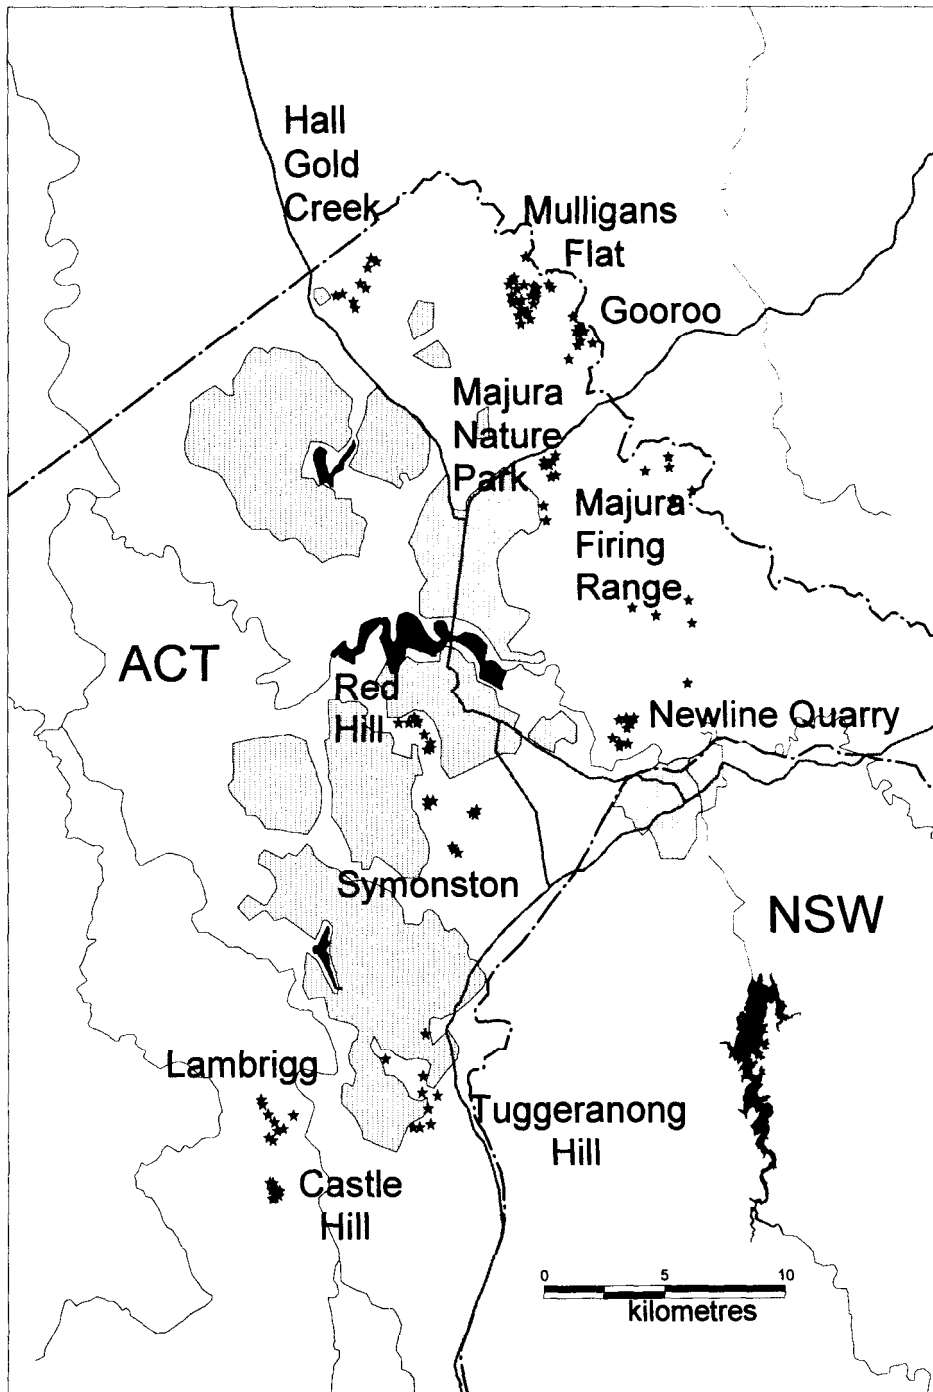 Hall
Gold
Creek
Mulligans
Flat
Gooroo
Majura
Nature
Park
Majura
Firing
Range
ACT
Red
Hill
Newline Quarry
Symonston
NSW
Lambrigg
Tuggeranong
Hill
Castle
Hill
0 5 10
kilometres